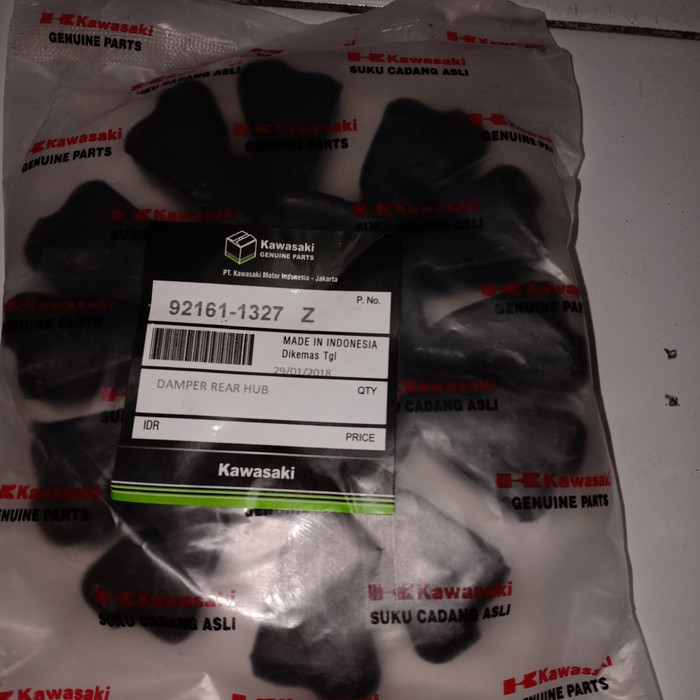 Kawasaki
GENUINE PARTS
Kawasaki
SUKU CADANG ASLI
SUKU CADANG ASLI
Kawasaki
GENUINE PARTS
Kawasaki
GENUINE PARTS
Kawasaki
GENUINE PARTS
Kawasaki
GENUINE PARTS
PT. Kawasaki Motor Indonesia - Jakarta
P. No.
92161-1327 Z
MADE IN INDONESIA
Dikemas Tgl
29/01/2018
DAMPER REAR HUB
QTY
IDR
PRICE
Kawasaki
CADANG ASLI
Kawasaki
GENUINE PARTS
Kawasaki
SUKU CADANG ASLI
Kawasaki
SUKU CADANG ASLI
Kawasaki
Kawasaki
GENUINE PARTS